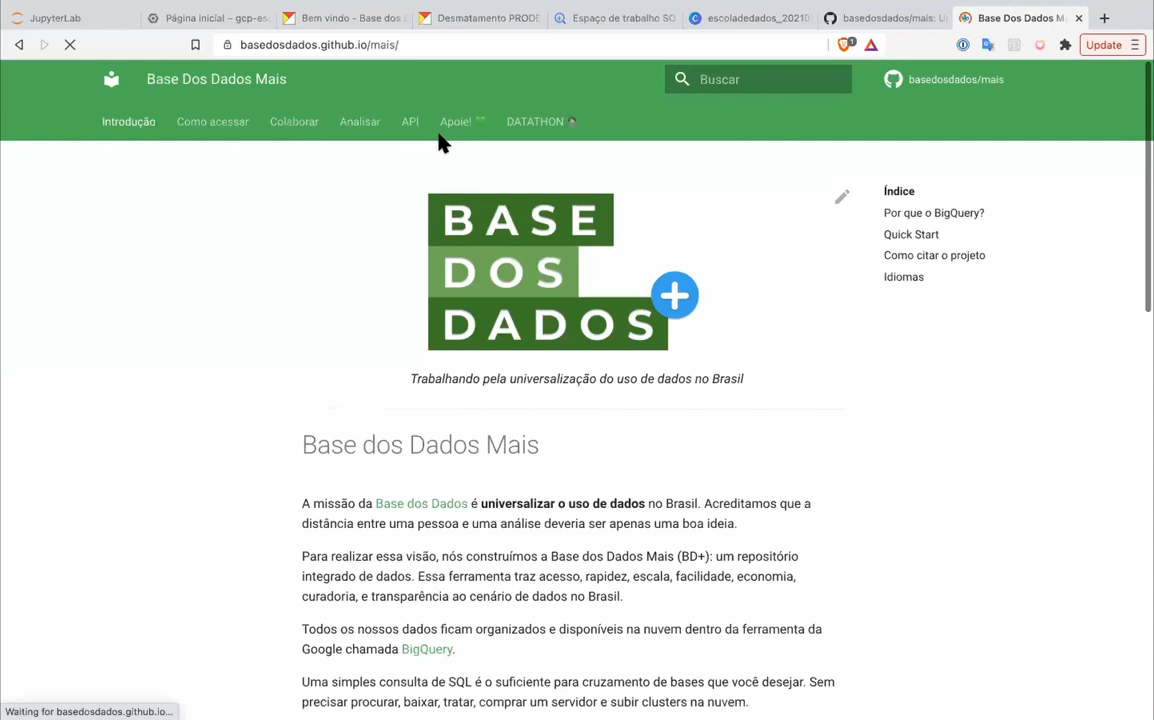 JupyterLab
Página inicial – gcp-es
Bem vindo - Base dos
Desmatamento PRODE
Espaço de trabalho SQ
escoladedados_20210
basedosdados/mais: U
Base Dos Dados M
basedosdados.github.io/mais/
1
Update
Base Dos Dados Mais
Buscar
basedosdados/mais
Introdução
Como acessar
Colaborar
Analisar
API
Apoie!
DATATHON
BASE
DOS
DADOS
Trabalhando pela universalização do uso de dados no Brasil
Índice
Por que o BigQuery?
Quick Start
Como citar o projeto
Idiomas
Base dos Dados Mais
A missão da Base dos Dados é universalizar o uso de dados no Brasil. Acreditamos que a
distância entre uma pessoa e uma análise deveria ser apenas uma boa ideia.
Para realizar essa visão, nós construímos a Base dos Dados Mais (BD+): um repositório
integrado de dados. Essa ferramenta traz acesso, rapidez, escala, facilidade, economia,
curadoria, e transparência ao cenário de dados no Brasil.
Todos os nossos dados ficam organizados e disponíveis na nuvem dentro da ferramenta da
Google chamada BigQuery.
Uma simples consulta de SQL é o suficiente para cruzamento de bases que você desejar. Sem
precisar procurar, baixar, tratar, comprar um servidor e subir clusters na nuvem.
Waiting for basedosdados.github.io...